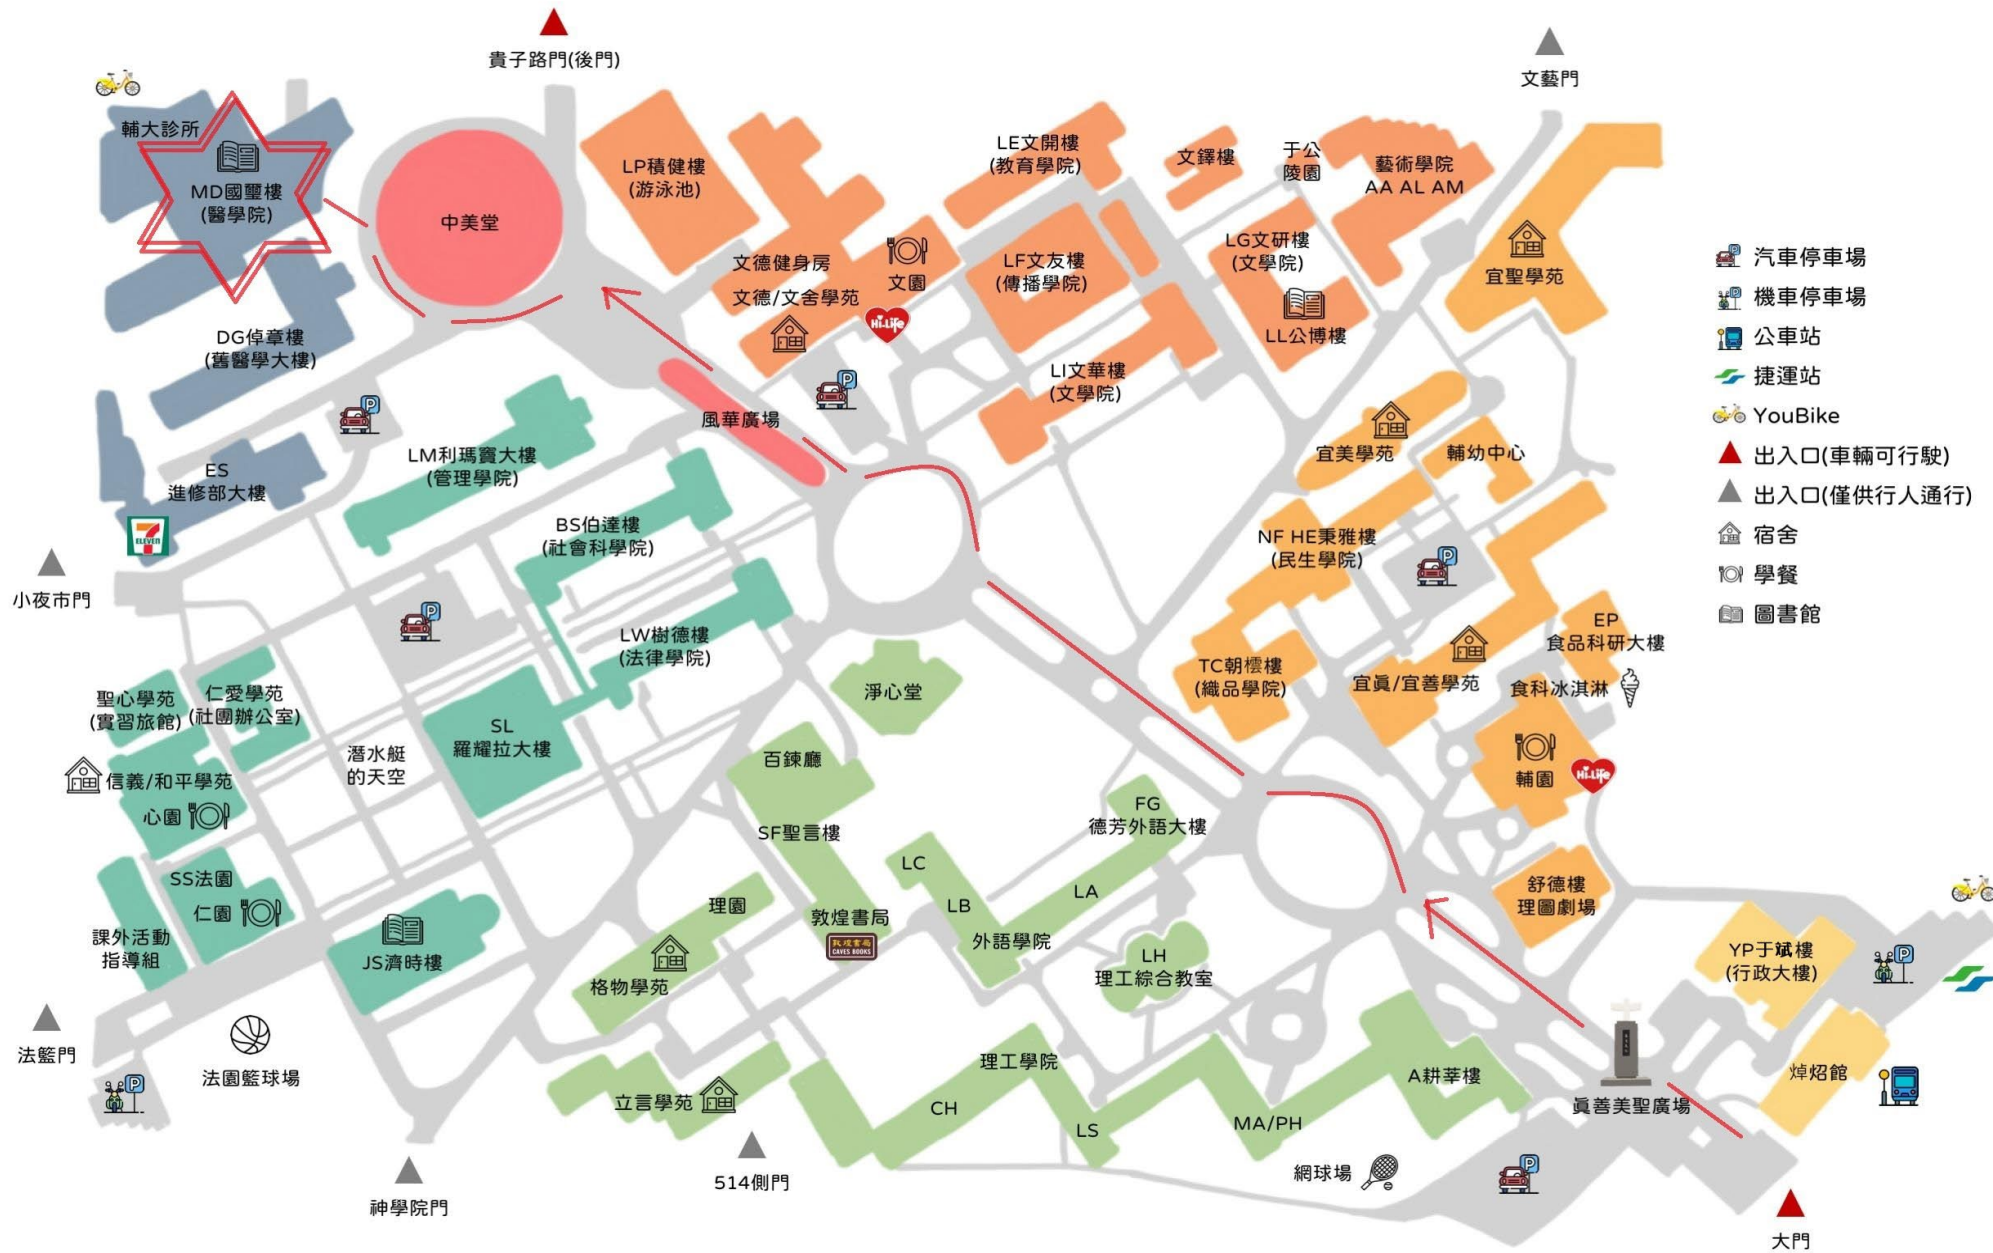 貴子路門(後門)
文藝門
輔大診所
MD國璽樓
(醫學院)
中美堂
LP積健樓
(游泳池)
LE文開樓
(教育學院)
文鐸樓
于公
陵園
藝術學院
AA AL AM
文德健身房
文德/文舍學苑
文園
Hi-Life
LF文友樓
(傳播學院)
LG文研樓
(文學院)
LL公博樓
宜聖學苑
DG倬章樓
(舊醫學大樓)
P
P
風華廣場
LI文華樓
(文學院)
宜美學苑
輔幼中心
ES
進修部大樓
7
ELEVEN
LM利瑪竇大樓
(管理學院)
BS伯達樓
(社會科學院)
NF HE秉雅樓
(民生學院)
P
小夜市門
P
LW樹德樓
(法律學院)
淨心堂
TC朝橒樓
(織品學院)
宜真/宜善學苑
EP
食品科研大樓
食科冰淇淋
聖心學苑
(實習旅館)
仁愛學苑
(社團辦公室)
潛水艇
的天空
SL
羅耀拉大樓
信義/和平學苑
心園
百鍊廳
SF聖言樓
FG
德芳外語大樓
輔園
Hi-Life
SS法園
仁園
課外活動
指導組
JS濟時樓
理園
格物學苑
敦煌書局
敦煌書局
CAVES BOOKS
LC
LB
LA
外語學院
LH
理工綜合教室
舒德樓
理圖劇場
YP于斌樓
(行政大樓)
P
法籃門
P
法園籃球場
立言學苑
理工學院
CH
LS
MA/PH
A耕莘樓
真善美聖廣場
焯炤館
神學院門
514側門
網球場
P
大門
P 汽車停車場
P 機車停車場
公車站
捷運站
YouBike
出入口(車輛可行駛)
出入口(僅供行人通行)
宿舍
學餐
圖書館